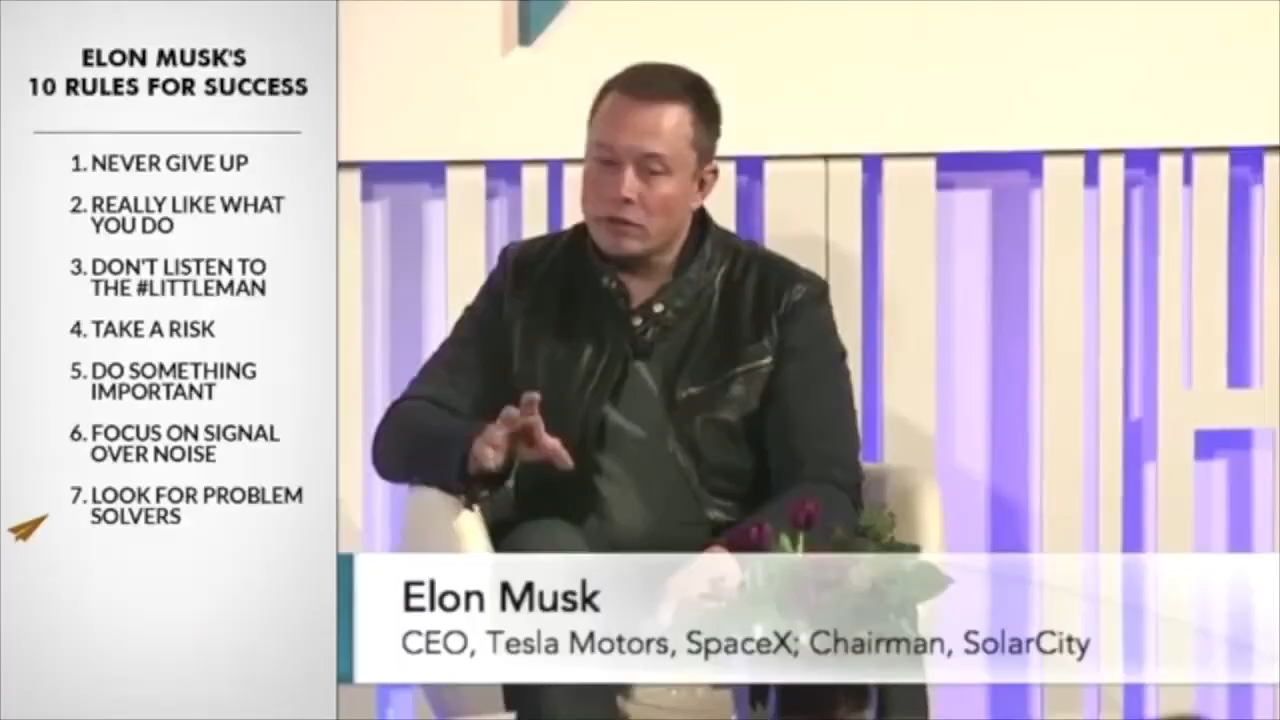 ELON MUSK'S
10 RULES FOR SUCCESS
1. NEVER GIVE UP
2. REALLY LIKE WHAT
YOU DO
3. DON'T LISTEN TO
THE #LITTLEMAN
4. TAKE A RISK
5. DO SOMETHING
IMPORTANT
6. FOCUS ON SIGNAL
OVER NOISE
7. LOOK FOR PROBLEM
SOLVERS
Elon Musk
CEO, Tesla Motors, SpaceX; Chairman, SolarCity